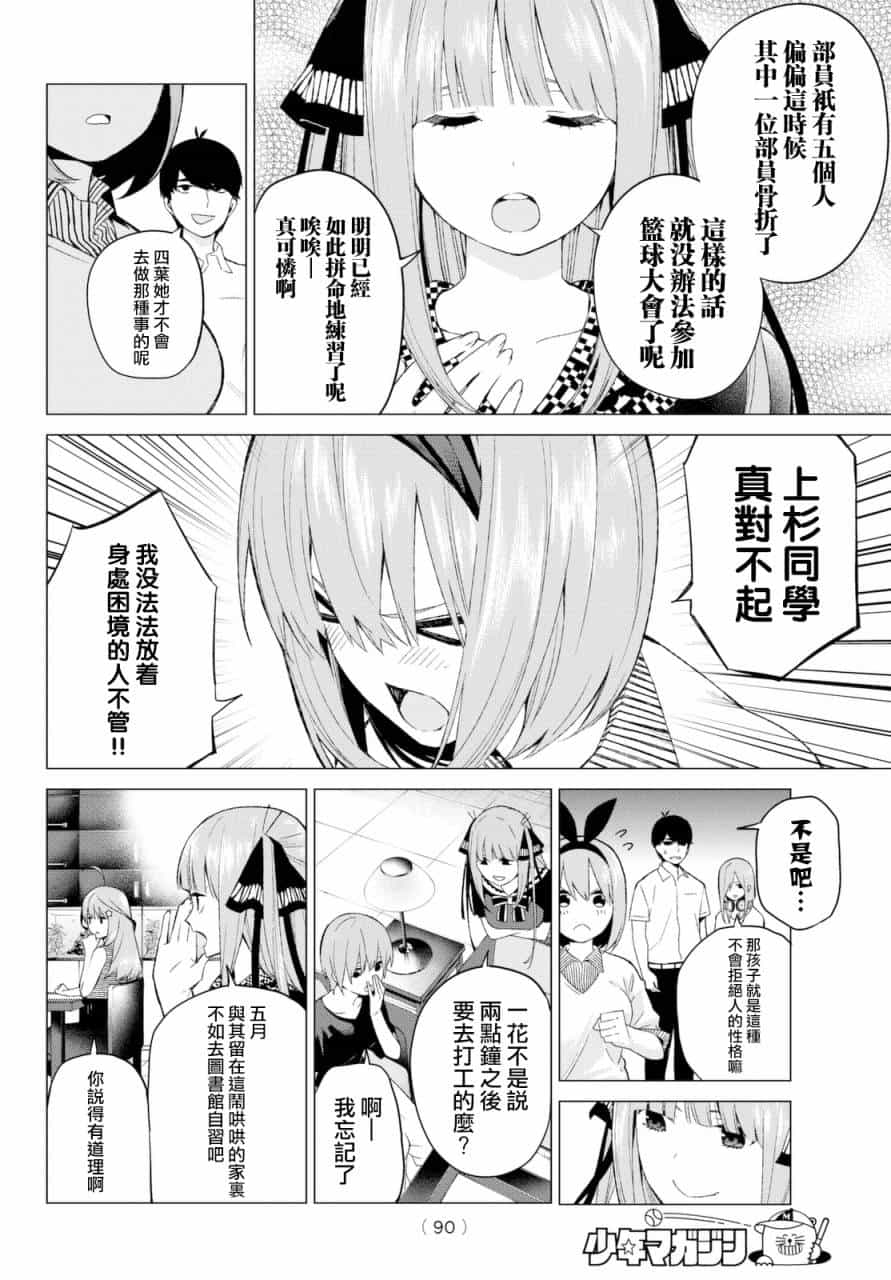 部員衹有五個人
偏偏這時候
其中一位部員骨折了
這樣的話
就没辦法參加
籃球大會了呢
明明已經
如此拼命地練習了呢
唉唉—
真可憐啊
四葉她才不會
去做那種事的呢
上杉同學
真對不起
我没法法放着
身處困境的人不管!!
不是吧…
那孩子就是這種
不會拒絕人的性格嘛
一花不是說
兩點鐘之後
要去打工的麼?
啊—
我忘記了
五月
與其留在這鬧哄哄的家裏
不如去圖書館自習吧
你說得有道理啊
(90)
少年マガジン